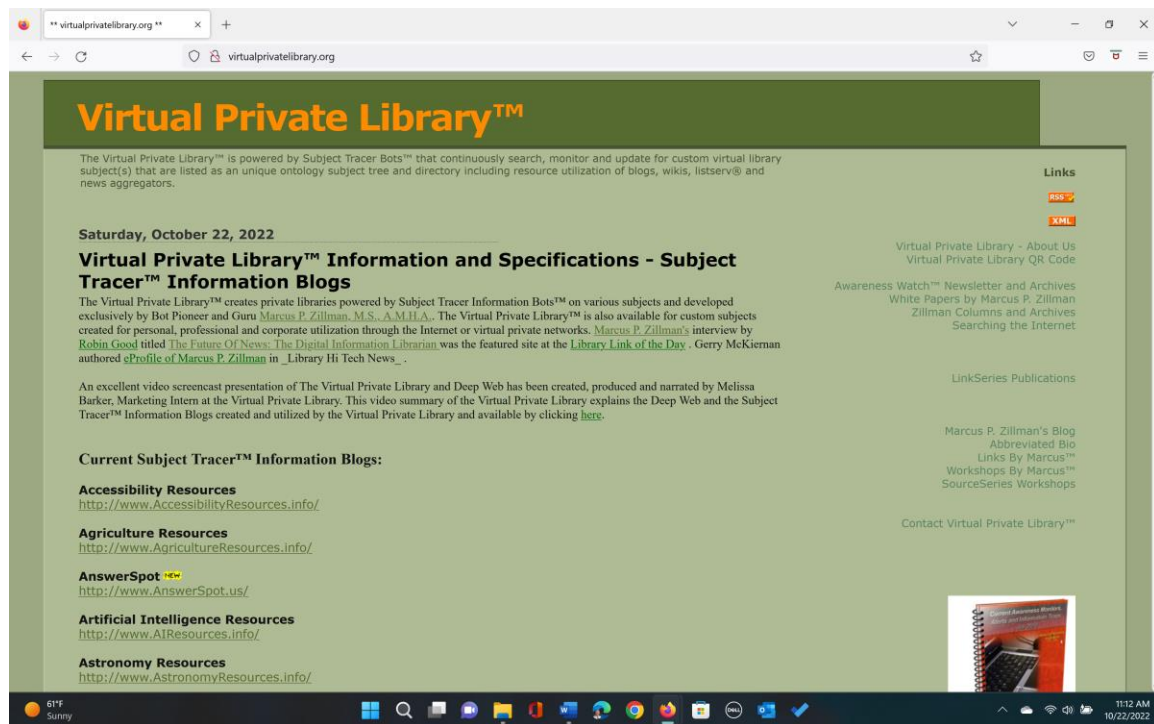 ** virtualprivatelibrary.org **
virtualprivatelibrary.org
Virtual Private Library™
The Virtual Private Library™ is powered by Subject Tracer Bots™ that continuously search, monitor and update for custom virtual library
subject(s) that are listed as an unique ontology subject tree and directory including resource utilization of blogs, wikis, listserv® and
news aggregators.
Saturday, October 22, 2022
Virtual Private Library™ Information and Specifications - Subject
Tracer™ Information Blogs
The Virtual Private Library™ creates private libraries powered by Subject Tracer Information Bots™ on various subjects and developed
exclusively by Bot Pioneer and Guru Marcus P. Zillman, M.S., A.M.H.A.. The Virtual Private Library™ is also available for custom subjects
created for personal, professional and corporate utilization through the Internet or virtual private networks. Marcus P. Zillman's interview by
Robin Good titled The Future Of News: The Digital Information Librarian was the featured site at the Library Link of the Day . Gerry McKiernan
authored eProfile of Marcus P. Zillman in _Library Hi Tech News_ .
An excellent video screencast presentation of The Virtual Private Library and Deep Web has been created, produced and narrated by Melissa
Barker, Marketing Intern at the Virtual Private Library. This video summary of the Virtual Private Library explains the Deep Web and the Subject
Tracer™ Information Blogs created and utilized by the Virtual Private Library and available by clicking here.
Current Subject Tracer™ Information Blogs:
Accessibility Resources
http://www.AccessibilityResources.info/
Agriculture Resources
http://www.AgricultureResources.info/
AnswerSpot NEW
http://www.AnswerSpot.us/
Artificial Intelligence Resources
http://www.AIResources.info/
Astronomy Resources
http://www.AstronomyResources.info/
Links
RSS
XML
Virtual Private Library - About Us
Virtual Private Library QR Code
Awareness Watch™ Newsletter and Archives
White Papers by Marcus P. Zillman
Zillman Columns and Archives
Searching the Internet
LinkSeries Publications
Marcus P. Zillman's Blog
Abbreviated Bio
Links By Marcus™
Workshops By Marcus™
SourceSeries Workshops
Contact Virtual Private Library™
Current Awareness Monitors,
61°F
Sunny
DELL
11:12 AM
10/22/2022